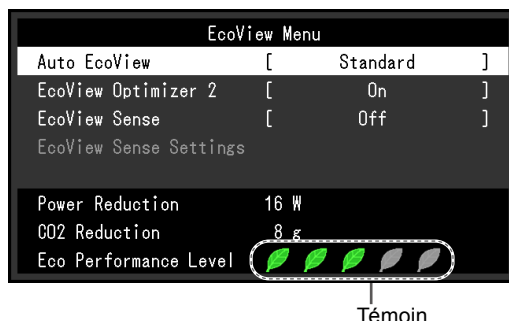 EcoView Menu
Auto EcoView [ Standard ]
EcoView Optimizer 2 [ On ]
EcoView Sense [ Off ]
EcoView Sense Settings
Power Reduction 16 W
CO2 Reduction 8 g
Eco Performance Level
Témoin